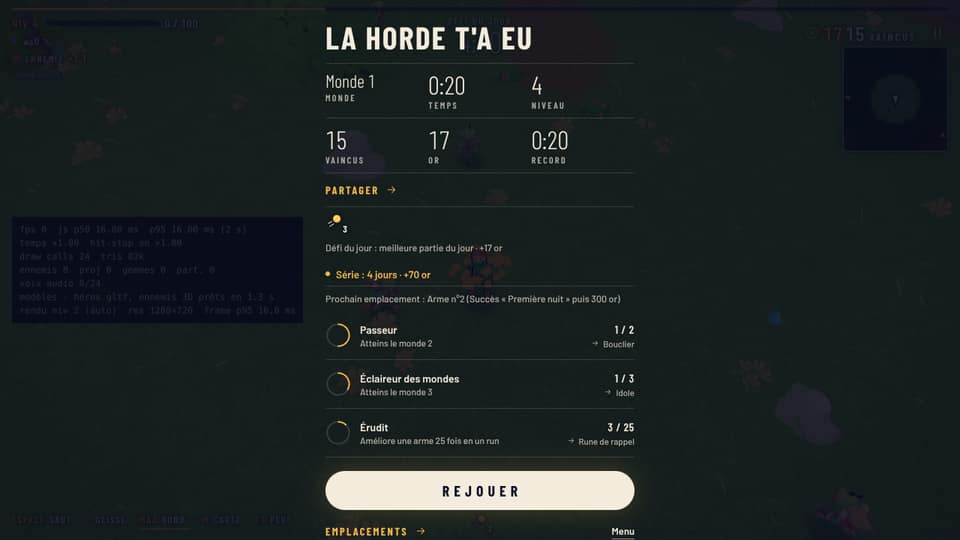 LA HORDE T'A EU
Monde 1
MONDE
0:20
TEMPS
4
NIVEAU
15
VAINCUS
17
OR
0:20
RECORD
PARTAGER →
3
Défi du jour : meilleure partie du jour · +17 or
Série : 4 jours · +70 or
Prochain emplacement : Arme n°2 (Succès « Première nuit » puis 300 or)
Passeur
Atteins le monde 2
1 / 2
→ Bouclier
Éclaireur des mondes
Atteins le monde 3
1 / 3
→ Idole
Érudit
Améliore une arme 25 fois en un run
3 / 25
→ Rune de rappel
REJOUER
EMPLACEMENTS →
Menu
0 / 100
1715 VAINCUS
fps 0 js p50 16.00 ms p95 16.00 ms (2 s)
temps ×1.00 hit-stop on ×1.00
draw calls 24 tris 82k
ennemis 0 proj 0 gemmes 0 part. 0
voix audio 0/24
modèles · héros gltf, ennemis 3D prêts en 1.3 s
rendu niv 2 (auto) res 1280×720 frame p95 16.0 ms